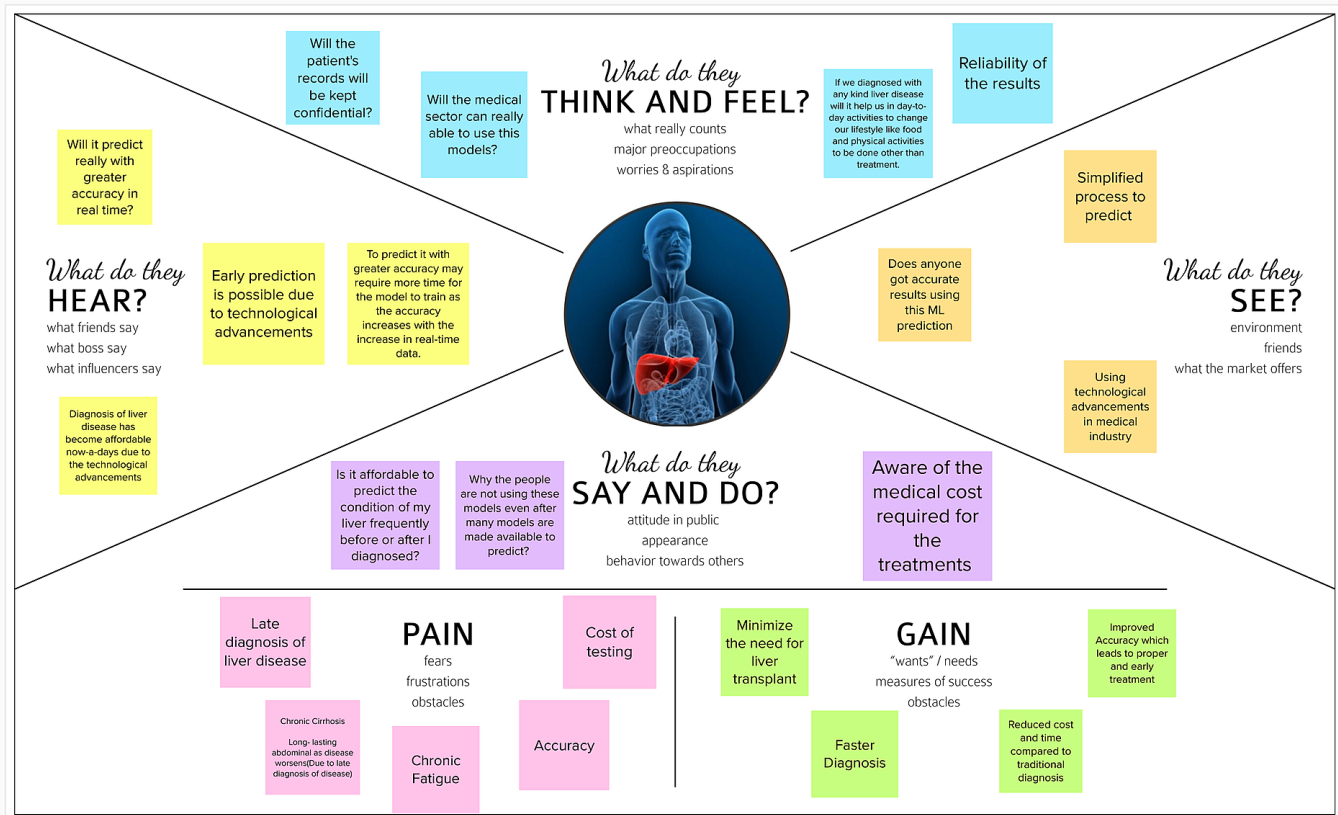 Will the
patient's
records will
be kept
confidential?
Will the medical
sector can really
able to use this
models?
What do they
THINK AND FEEL?
what really counts
major preoccupations
worries & aspirations
If we diagnosed with
any kind liver disease
will it help us in day-to-
day activities to change
our lifestyle like food
and physical activities
to be done other than
treatment.
Reliability of
the results
Will it predict
really with
greater
accuracy in
real time?
What do they
HEAR?
what friends say
what boss say
what influencers say
Early prediction
is possible due
to technological
advancements
To predict it with
greater accuracy may
require more time for
the model to train as
the accuracy
increases with the
increase in real-time
data.
Diagnosis of liver
disease has
become affordable
now-a-days due to
the technological
advancements
Simplified
process to
predict
Does anyone
got accurate
results using
this ML
prediction
What do they
SEE?
environment
friends
what the market offers
Using
technological
advancements
in medical
industry
Is it affordable to
predict the
condition of my
liver frequently
before or after I
diagnosed?
Why the people
are not using these
models even after
many models are
made available to
predict?
What do they
SAY AND DO?
attitude in public
appearance
behavior towards others
Aware of the
medical cost
required for
the
treatments
Late
diagnosis of
liver disease
PAIN
fears
frustrations
obstacles
Cost of
testing
Chronic Cirrhosis
Long- lasting
abdominal as disease
worsens(Due to late
diagnosis of disease)
Chronic
Fatigue
Accuracy
Minimize
the need for
liver
transplant
GAIN
"wants" / needs
measures of success
obstacles
Improved
Accuracy which
leads to proper
and early
treatment
Faster
Diagnosis
Reduced cost
and time
compared to
traditional
diagnosis